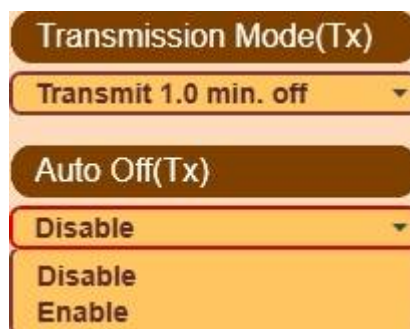 Transmission Mode(Tx)
Transmit 1.0 min. off
Auto Off(Tx)
Disable
Disable
Enable